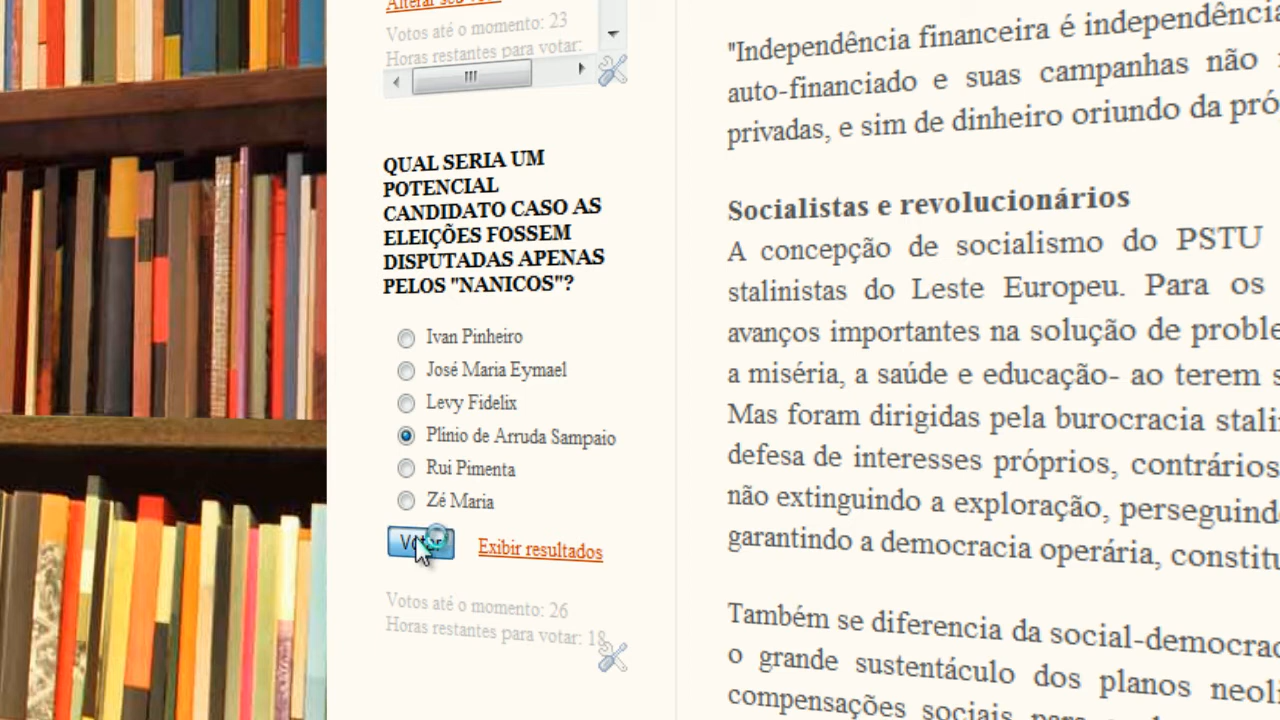 Alterar seu voto
Votos até o momento: 23
Horas restantes para votar:
QUAL SERIA UM
POTENCIAL
CANDIDATO CASO AS
ELEIÇÕES FOSSEM
DISPUTADAS APENAS
PELOS "NANICOS"?
Ivan Pinheiro
José Maria Eymael
Levy Fidelix
Plínio de Arruda Sampaio
Rui Pimenta
Zé Maria
Votar Exibir resultados
Votos até o momento: 26
Horas restantes para votar: 18
"Independência financeira é independência
auto-financiado e suas campanhas não
privadas, e sim de dinheiro oriundo da pró
Socialistas e revolucionários
A concepção de socialismo do PSTU
stalinistas do Leste Europeu. Para os
avanços importantes na solução de proble
a miséria, a saúde e educação- ao terem s
Mas foram dirigidas pela burocracia stali
defesa de interesses próprios, contrários
não extinguindo a exploração, perseguind
garantindo a democracia operária, constitu
Também se diferencia da social-democrac
o grande sustentáculo dos planos neoli
compensações sociais para